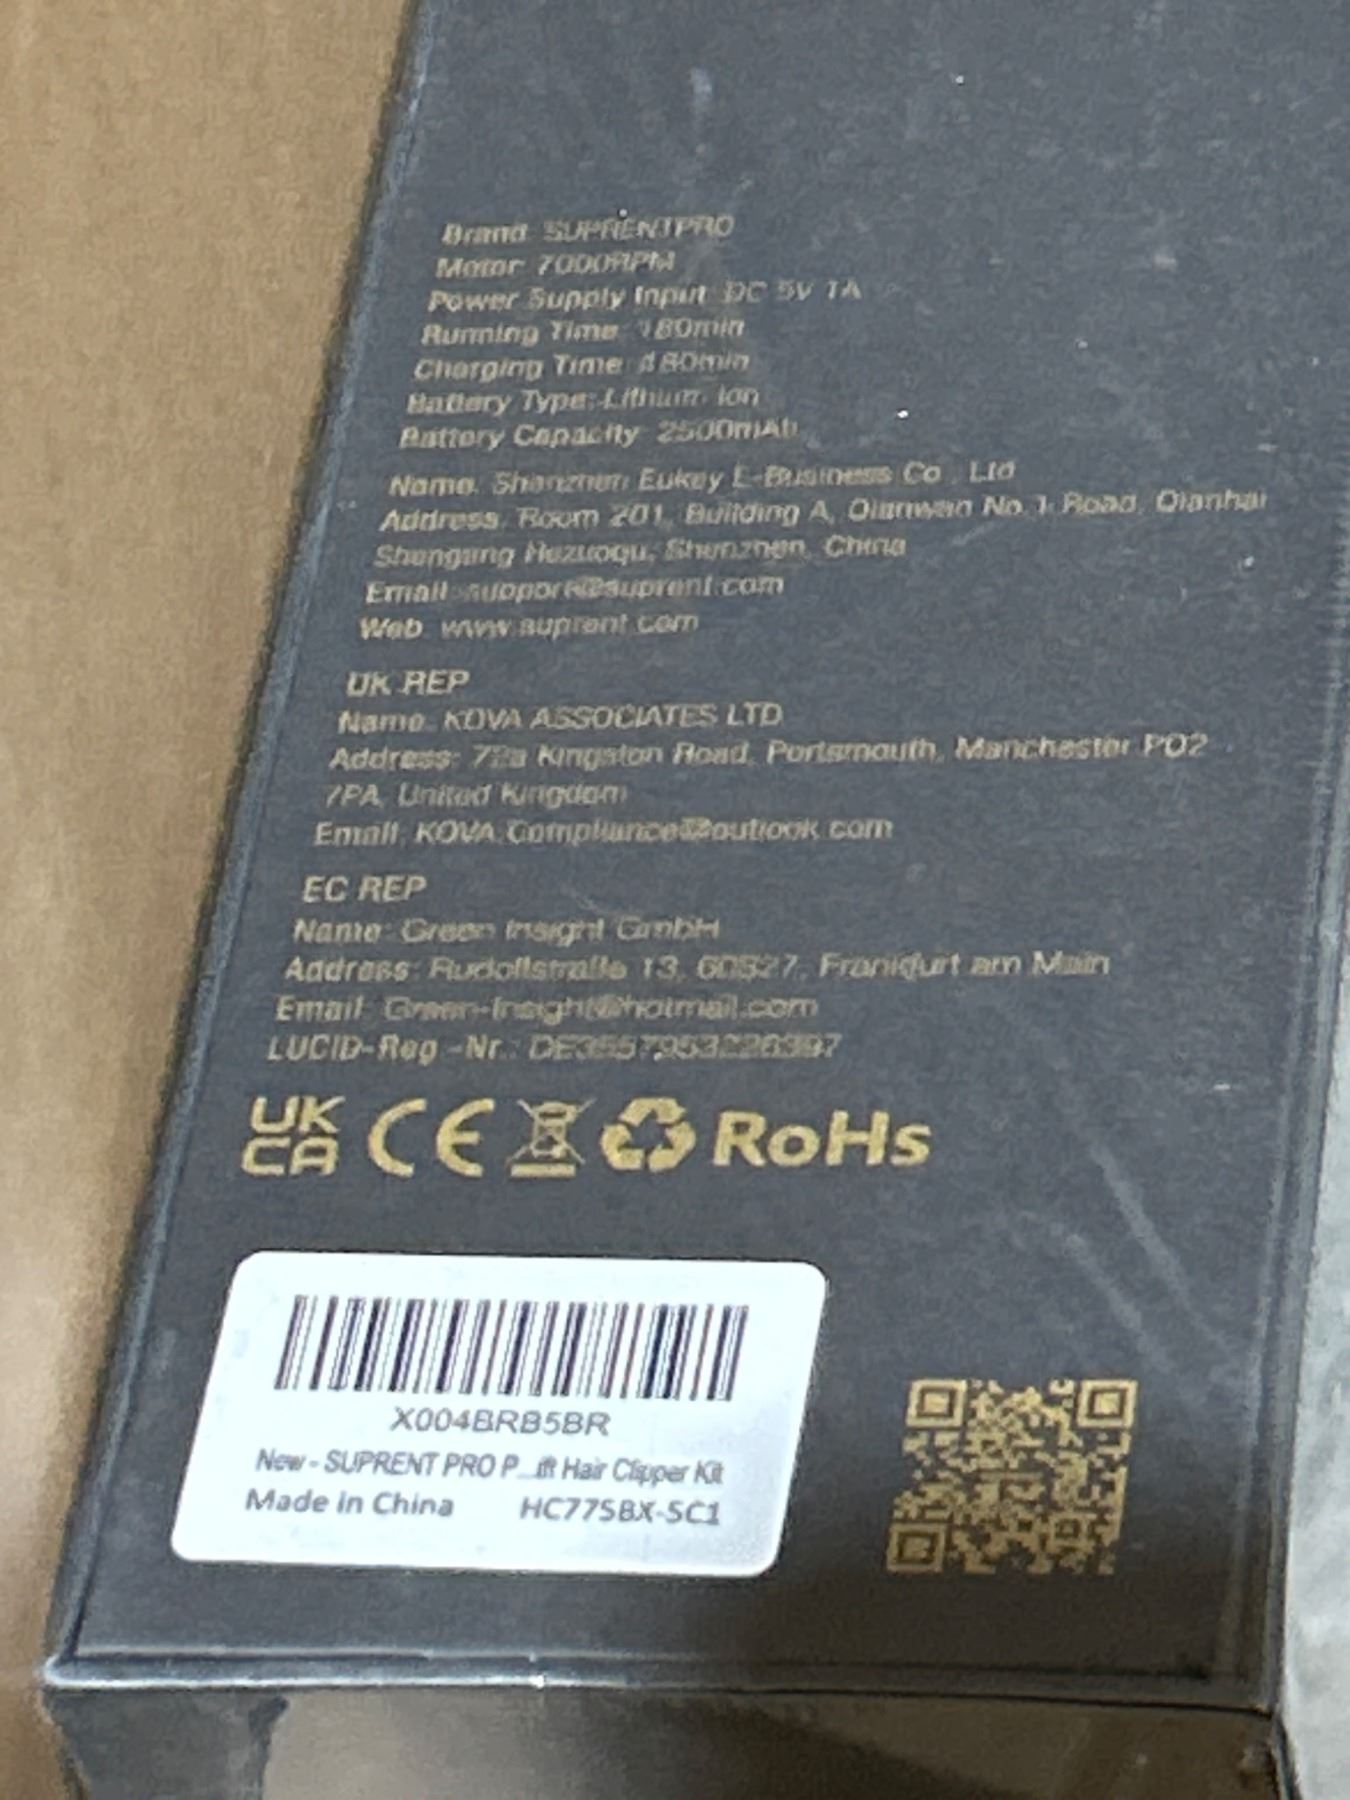 Brand: SUPRENTPRO
Motor: 7000RPM
Power Supply Input: DC 5V 1A
Running Time: 180min
Charging Time: 180min
Battery Type: Lithium Ion
Battery Capacity: 2500mAh
Name: Shenzhen Eukey E-Business Co., Ltd
Address: Room 201, Building A, Qianwan No.1 Road, Qianhai
Shengang Hezuoqu, Shenzhen, China
Email: support@suprent.com
Web: www.suprent.com
UK REP
Name: KOVA ASSOCIATES LTD
Address: 72a Kingston Road, Portsmouth, Manchester PO2
7PA, United Kingdom
Email: KOVA.Compliance@outlook.com
EC REP
Name: Green Insight GmbH
Address: Rudolfstraße 13, 60327, Frankfurt am Main
Email: Green-Insight@hotmail.com
LUCID-Reg.-Nr.:
UK CA CE RoHs
X004BRB5BR
New - SUPRENT PRO P...ift Hair Clipper Kit
Made in China HC775BX-SC1